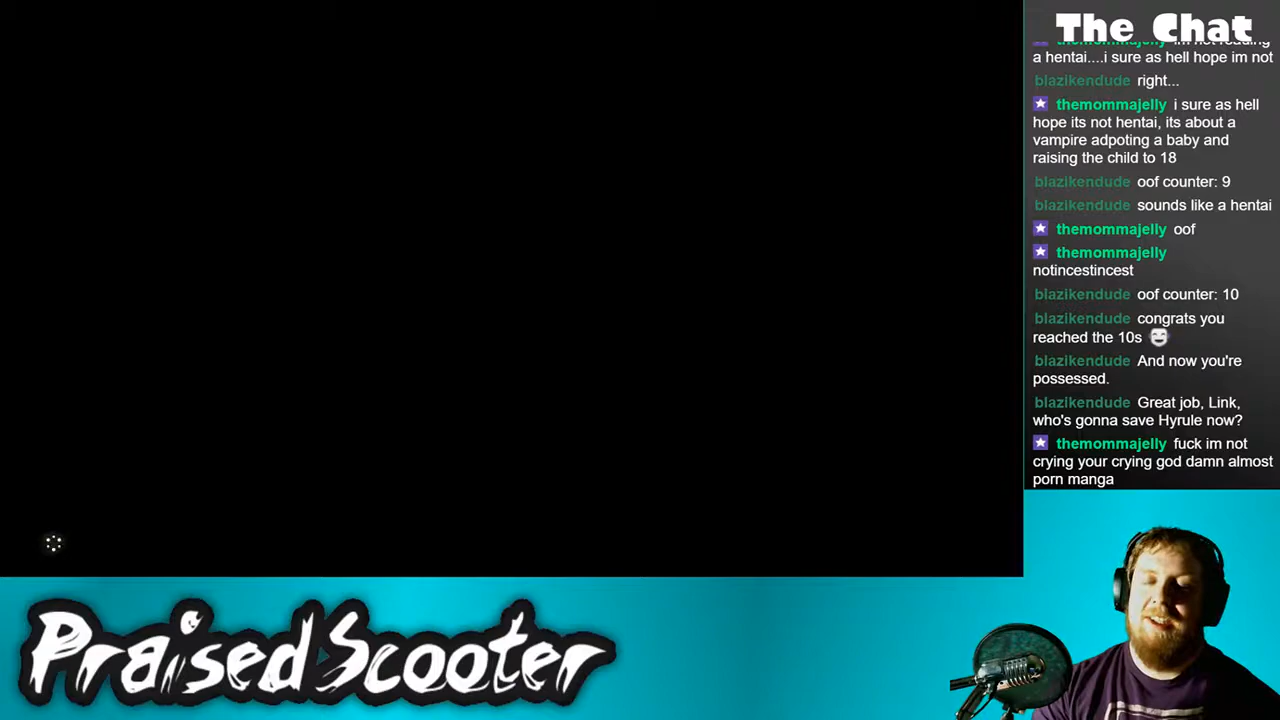 The Chat
themommajelly im not reading
a hentai....i sure as hell hope im not
blazikendude right...
themommajelly i sure as hell
hope its not hentai, its about a
vampire adpoting a baby and
raising the child to 18
blazikendude oof counter: 9
blazikendude sounds like a hentai
themommajelly oof
themommajelly
notincestincest
blazikendude oof counter: 10
blazikendude congrats you
reached the 10s
blazikendude And now you're
possessed.
blazikendude Great job, Link,
who's gonna save Hyrule now?
themommajelly fuck im not
crying your crying god damn almost
porn manga
PraisedScooter